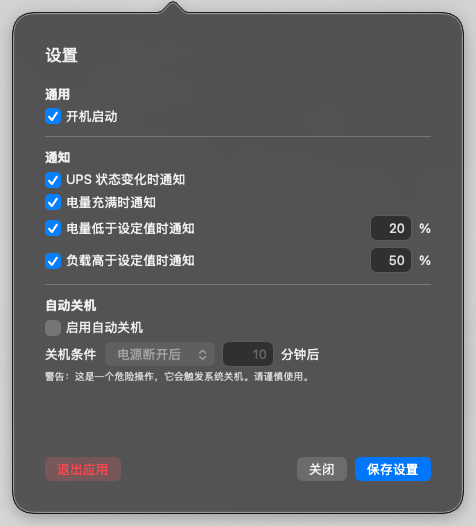 设置
通用
开机启动
通知
UPS 状态变化时通知
电量充满时通知
电量低于设定值时通知 20 %
负载高于设定值时通知 50 %
自动关机
启用自动关机
关机条件 电源断开后 10 分钟后
警告：这是一个危险操作，它会触发系统关机。请谨慎使用。
退出应用 关闭 保存设置